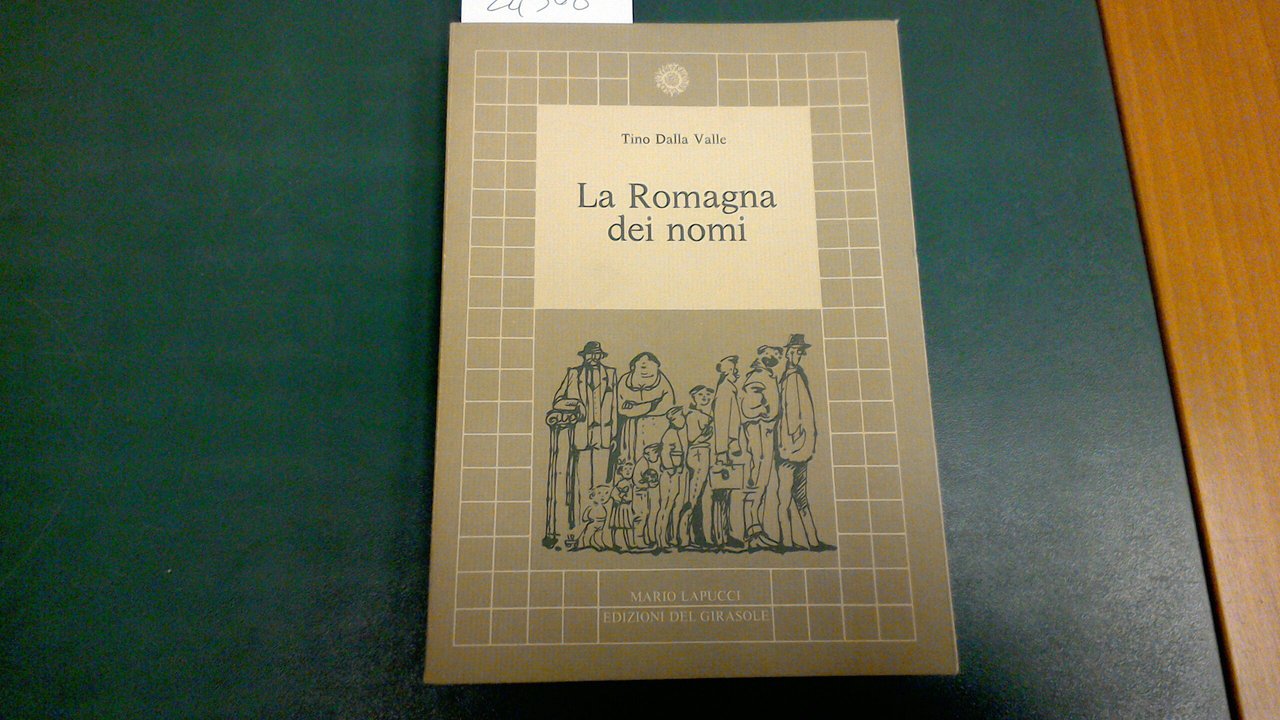 Tino Dalla Valle
La Romagna
dei nomi
MARIO LAPUCCI
EDIZIONI DEL GIRASOLE